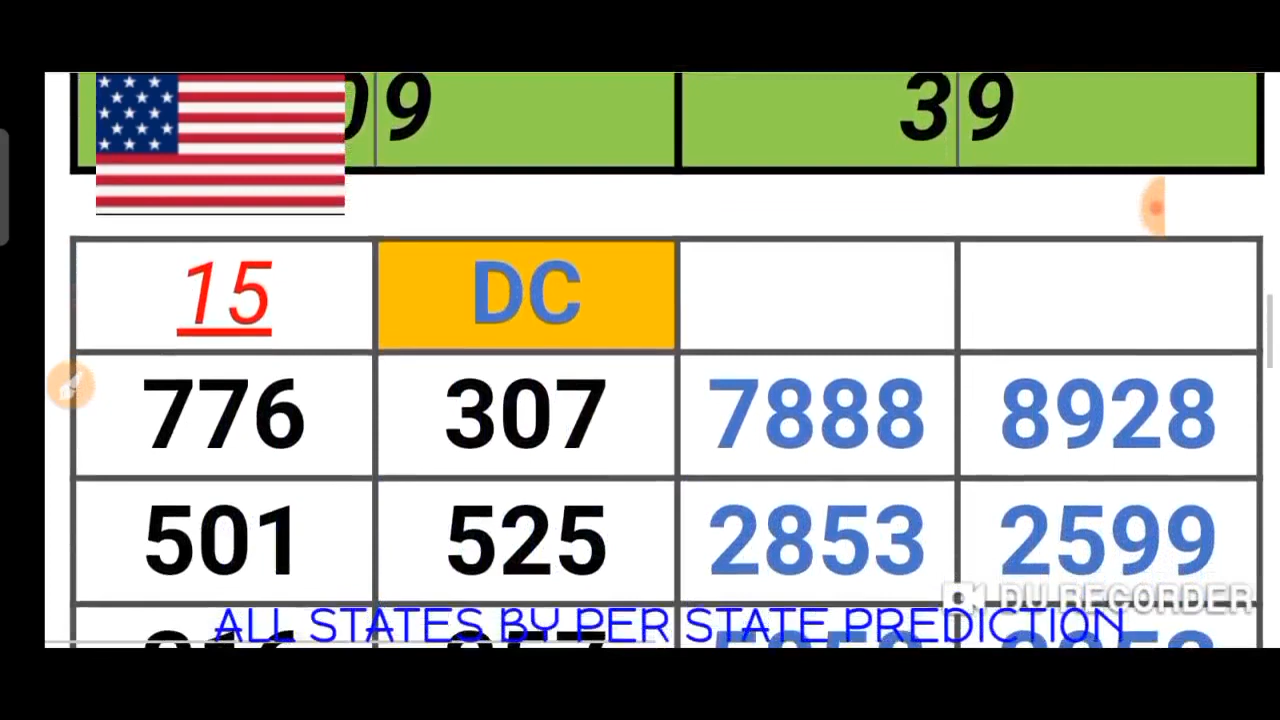 09 39
15 DC
776 307 7888 8928
501 525 2853 2599
DU RECORDER
ALL STATES BY PER STATE PREDICTION